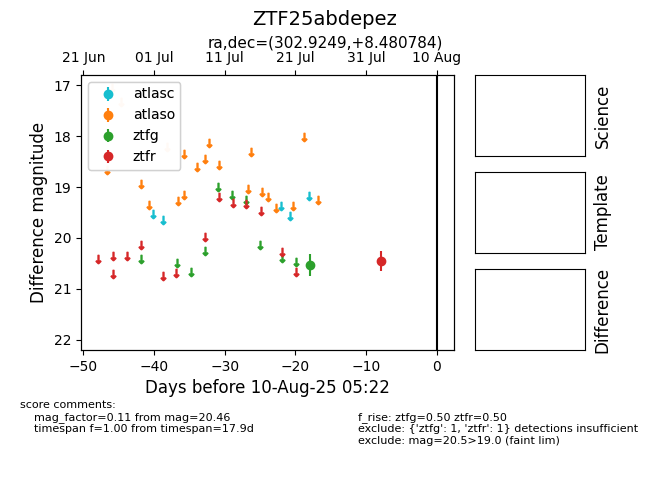 ZTF25abdepez
ra,dec=(302.9249,+8.480784)
21 Jun 01 Jul 11 Jul 21 Jul 31 Jul 10 Aug
17
18
19
20
21
22
Difference magnitude
atlasc
atlaso
ztfg
ztfr
−50 −40 −30 −20 −10 0
Days before 10-Aug-25 05:22
Science
Template
Difference
score comments:
mag_factor=0.11 from mag=20.46
timespan f=1.00 from timespan=17.9d
f_rise: ztfg=0.50 ztfr=0.50
exclude: {'ztfg': 1, 'ztfr': 1} detections insufficient
exclude: mag=20.5>19.0 (faint lim)